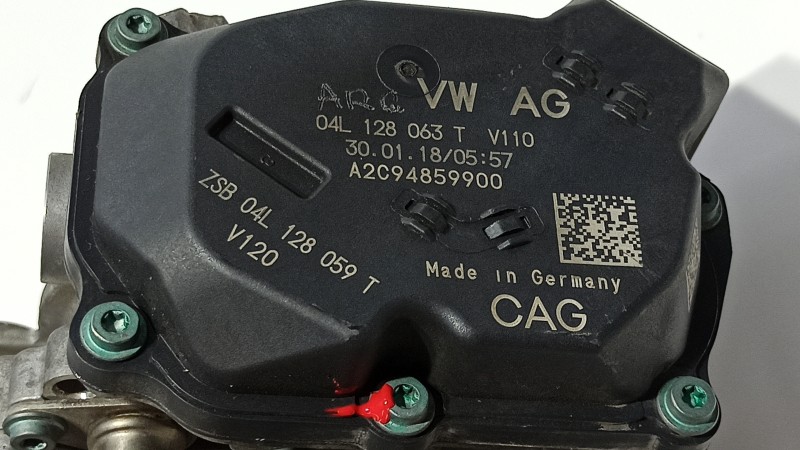 ARC VW AG
04L 128 063 T V110
30.01.18/05:57
A2C94859900
ZSB 04L 128 059 T
V120
Made in Germany
CAG